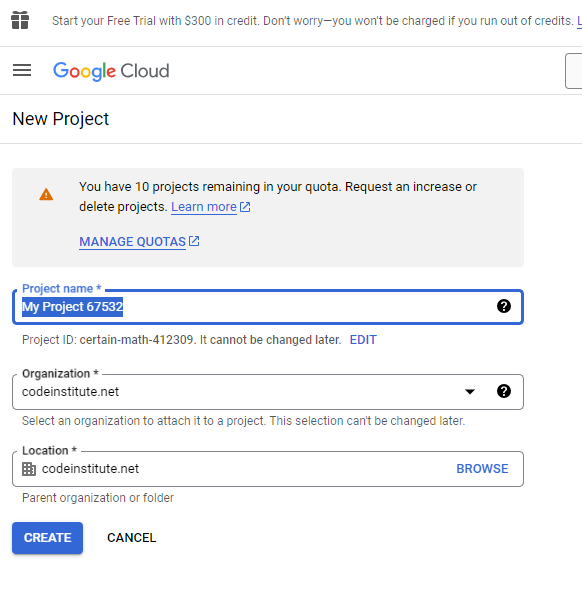 Start your Free Trial with $300 in credit. Don't worry—you won't be charged if you run out of credits.
Google Cloud
New Project
You have 10 projects remaining in your quota. Request an increase or
delete projects. Learn more
MANAGE QUOTAS
Project name *
My Project 67532
Project ID: certain-math-412309. It cannot be changed later. EDIT
Organization *
codeinstitute.net
Select an organization to attach it to a project. This selection can't be changed later.
Location *
codeinstitute.net BROWSE
Parent organization or folder
CREATE CANCEL